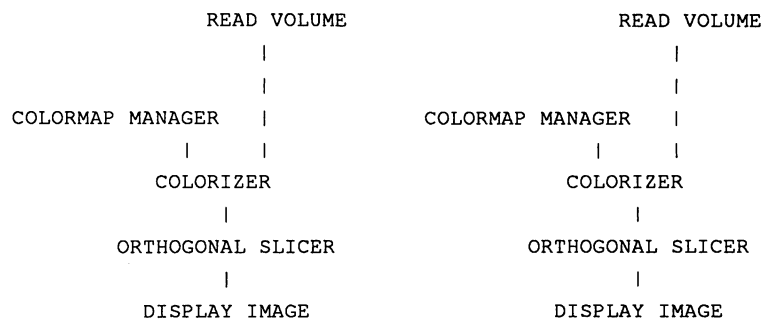 READ VOLUME READ VOLUME
COLORMAP MANAGER COLORMAP MANAGER
COLORIZER COLORIZER
ORTHOGONAL SLICER ORTHOGONAL SLICER
DISPLAY IMAGE DISPLAY IMAGE